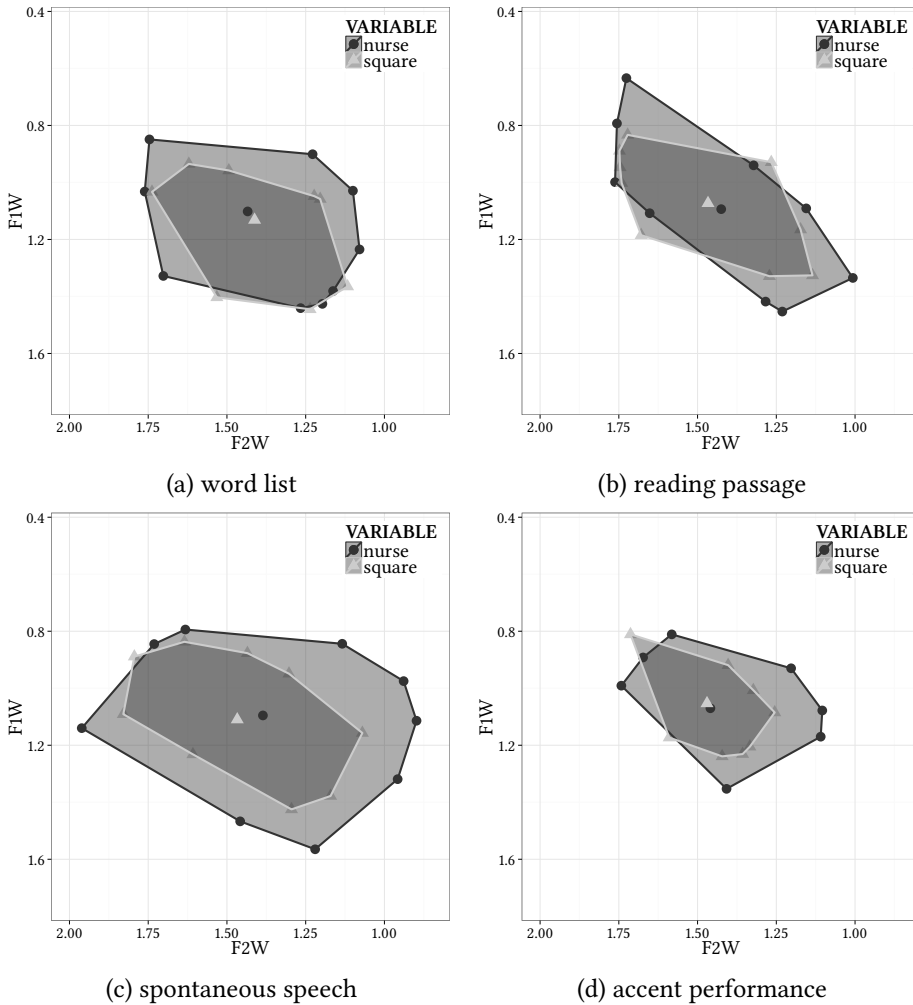 VARIABLE
nurse
square
0.4
0.8
1.2
1.6
F1W
2.00 1.75 1.50 1.25 1.00
F2W
(a) word list
VARIABLE
nurse
square
0.4
0.8
1.2
1.6
F1W
2.00 1.75 1.50 1.25 1.00
F2W
(b) reading passage
VARIABLE
nurse
square
0.4
0.8
1.2
1.6
F1W
2.00 1.75 1.50 1.25 1.00
F2W
(c) spontaneous speech
VARIABLE
nurse
square
0.4
0.8
1.2
1.6
F1W
2.00 1.75 1.50 1.25 1.00
F2W
(d) accent performance